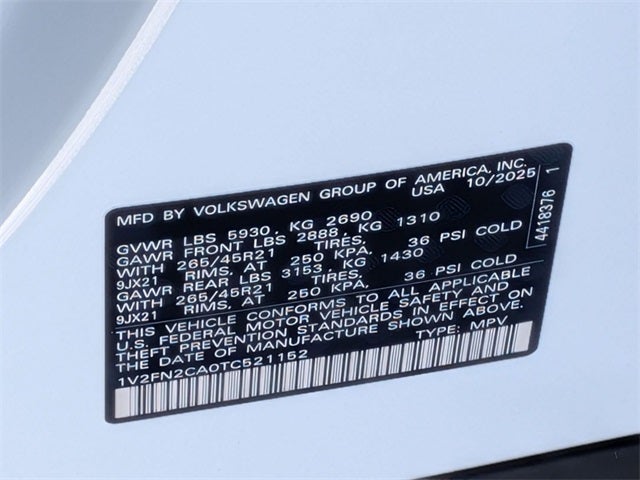 MFD BY VOLKSWAGEN GROUP OF AMERICA, INC.
USA 10/2025
GVWR LBS 5930, KG 2690
GAWR FRONT LBS 2888, KG 1310
WITH 265/45R21 TIRES,
9JX21 RIMS, AT 250 KPA, 36 PSI COLD
GAWR REAR LBS 3153, KG 1430
WITH 265/45R21 TIRES,
9JX21 RIMS, AT 250 KPA, 36 PSI COLD
THIS VEHICLE CONFORMS TO ALL APPLICABLE
U.S. FEDERAL MOTOR VEHICLE SAFETY AND
THEFT PREVENTION STANDARDS IN EFFECT ON
THE DATE OF MANUFACTURE SHOWN ABOVE.
TYPE: MPV
1V2FN2CA0TC521152
4418376 1